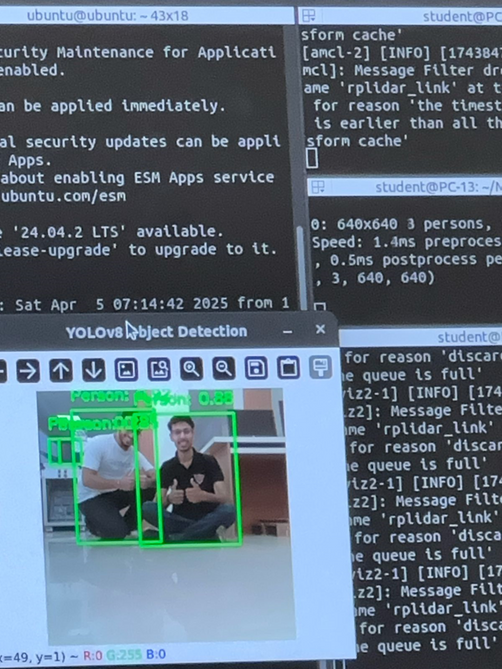 ubuntu@ubuntu: ~ 43x18
curity Maintenance for Applicati
enabled.
an be applied immediately.
al security updates can be appli
Apps.
about enabling ESM Apps service
ubuntu.com/esm
'24.04.2 LTS' available.
lease-upgrade' to upgrade to it.
: Sat Apr 5 07:14:42 2025 from 1
student@PC
sform cache'
[amcl-2] [INFO] [174384
mcl]: Message Filter dro
ame 'rplidar_link' at t
for reason 'the timest
is earlier than all th
sform cache'
student@PC-13: ~/M
0: 640x640 3 persons,
Speed: 1.4ms preproces
, 0.5ms postprocess pe
, 3, 640, 640)
YOLOv8 Object Detection
Person:
Person: 0.88
(x=49, y=1) ~ R:0 G:255 B:0
student@
for reason 'discar
e queue is full'
viz2-1] [INFO] [174
z2]: Message Filte
me 'rplidar_link'
for reason 'discar
e queue is full'
viz2-1] [INFO] [17
z2]: Message Filt
me 'rplidar_link'
for reason 'disca
e queue is full'
viz2-1] [INFO] [17
z2]: Message Filt
me 'rplidar_link'
for reason 'disca
e queue is full'